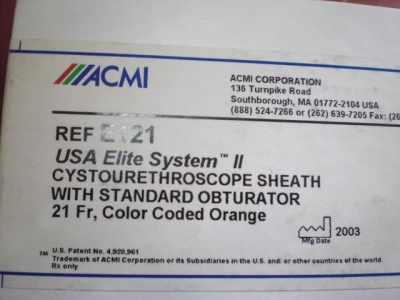 ACMI
ACMI CORPORATION
136 Turnpike Road
Southborough, MA 01772-2104 USA
(888) 524-7266 or (262) 639-7205 Fax: (26
REF E121
USA Elite System™ II
CYSTOURETHROSCOPE SHEATH
WITH STANDARD OBTURATOR
21 Fr, Color Coded Orange
2003
Mfg Date
U.S. Patent No. 4,920,961
™ Trademark of ACMI Corporation or its Subsidiaries in the U.S. and/ or other countries of the world.
Rx only